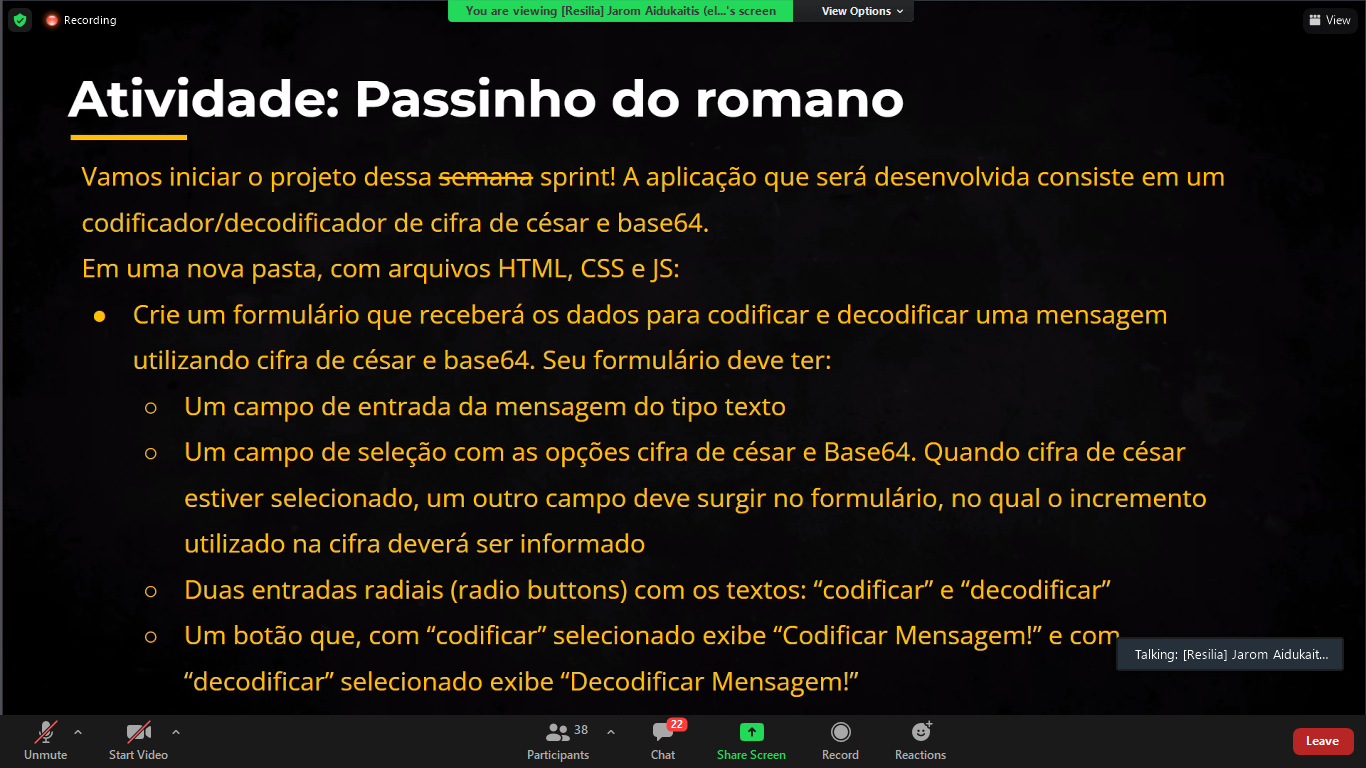 Recording
You are viewing [Resilia] Jarom Aidukaitis (el...'s screen
View Options
View
Atividade: Passinho do romano
Vamos iniciar o projeto dessa semana sprint! A aplicação que será desenvolvida consiste em um
codificador/decodificador de cifra de césar e base64.
Em uma nova pasta, com arquivos HTML, CSS e JS:
● Crie um formulário que receberá os dados para codificar e decodificar uma mensagem
utilizando cifra de césar e base64. Seu formulário deve ter:
○ Um campo de entrada da mensagem do tipo texto
○ Um campo de seleção com as opções cifra de césar e Base64. Quando cifra de césar
estiver selecionado, um outro campo deve surgir no formulário, no qual o incremento
utilizado na cifra deverá ser informado
○ Duas entradas radiais (radio buttons) com os textos: “codificar” e “decodificar”
○ Um botão que, com “codificar” selecionado exibe “Codificar Mensagem!” e com
“decodificar” selecionado exibe “Decodificar Mensagem!”
Talking: [Resilia] Jarom Aidukait...
Unmute
Start Video
Participants
38
Chat
22
Share Screen
Record
Reactions
Leave